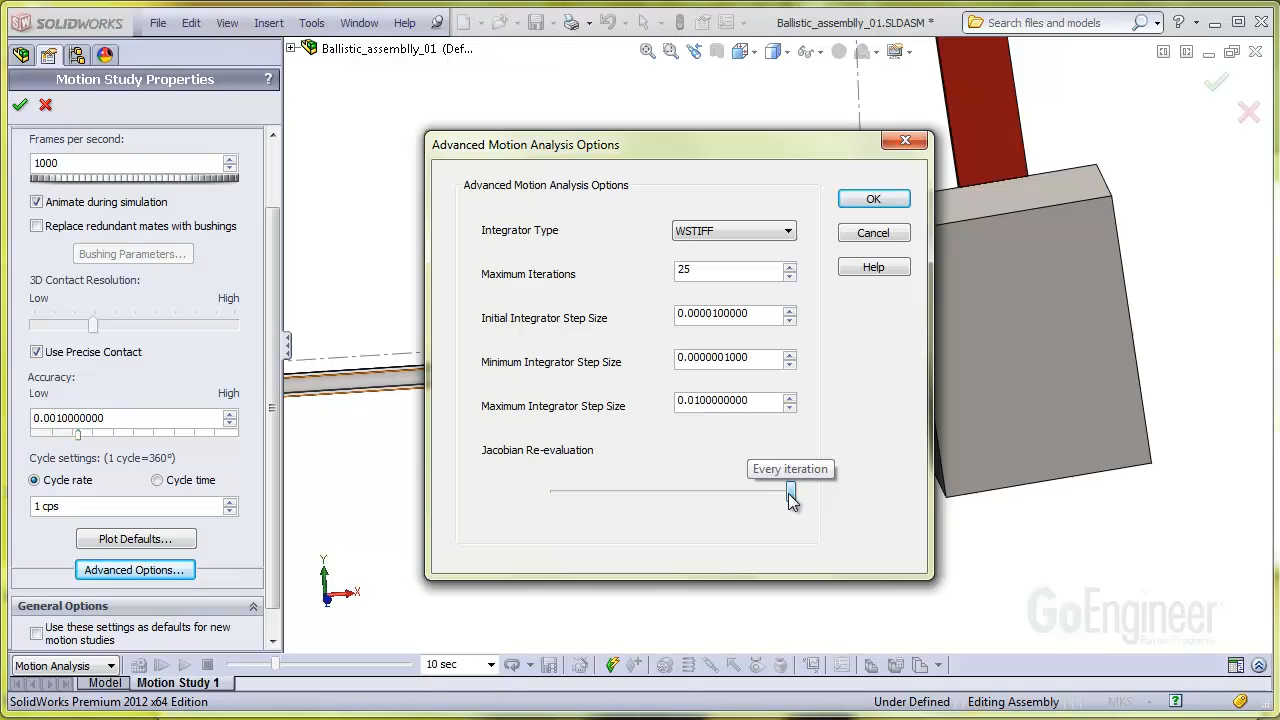 SOLIDWORKS
File Edit View Insert Tools Window Help
Ballistic_assemblly_01.SLDASM *
Search files and models
Motion Study Properties
?
Ballistic_assemblly_01 (Def...
Frames per second:
1000
Animate during simulation
Replace redundant mates with bushings
Bushing Parameters...
3D Contact Resolution:
Low High
Use Precise Contact
Accuracy:
Low High
0.0010000000
Cycle settings: (1 cycle=360°)
Cycle rate Cycle time
1 cps
Plot Defaults...
Advanced Options...
General Options
Use these settings as defaults for new
motion studies
Advanced Motion Analysis Options
Advanced Motion Analysis Options
Integrator Type WSTIFF
Maximum Iterations 25
Initial Integrator Step Size 0.0000100000
Minimum Integrator Step Size 0.0000001000
Maximum Integrator Step Size 0.0100000000
Jacobian Re-evaluation
Every iteration
OK
Cancel
Help
Y
X
GoEngineer
Motion Analysis
10 sec
Model Motion Study 1
SolidWorks Premium 2012 x64 Edition
Under Defined Editing Assembly MKS ?